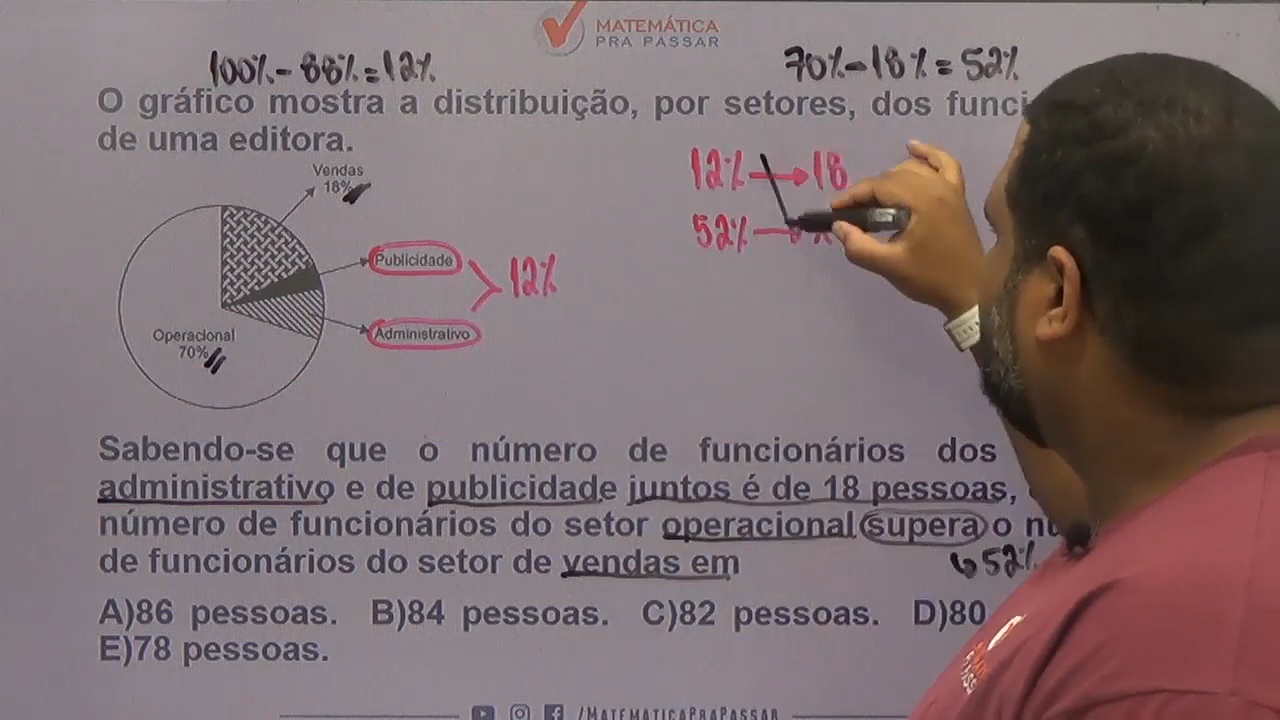 MATEMÁTICA
PRA PASSAR
100% - 88% = 12%
70% - 18% = 52%
O gráfico mostra a distribuição, por setores, dos
de uma editora.
Vendas
18%
Publicidade
Administrativo
12%
Operacional
70%
12% → 18
52% → x
Sabendo-se que o número de funcionários dos
administrativo e de publicidade juntos é de 18 pessoas,
número de funcionários do setor operacional supera o
de funcionários do setor de vendas em
52%
A)86 pessoas. B)84 pessoas. C)82 pessoas. D)80
E)78 pessoas.
/MatematicaPraPassar